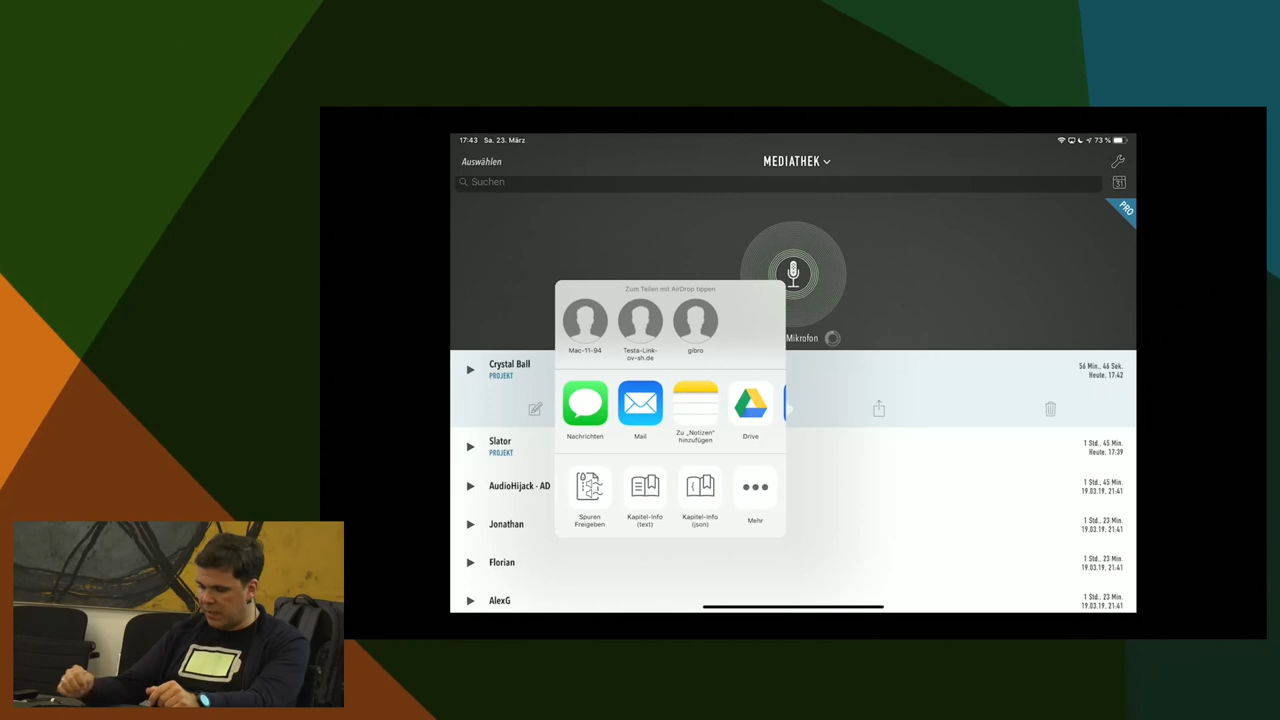 17:43 Sa. 23. März
73 %
Auswählen
MEDIATHEK
Suchen
31
PRO
Zum Teilen mit AirDrop tippen
Mac-11-94
Testa-Link-
ov-sh.de
gibro
Mikrofon
Nachrichten
Mail
Zu „Notizen"
hinzufügen
Drive
Spuren
Freigeben
Kapitel-Info
(text)
Kapitel-Info
(json)
Mehr
Crystal Ball
PROJEKT
56 Min., 46 Sek.
Heute, 17:42
Slator
PROJEKT
1 Std., 45 Min.
Heute, 17:39
AudioHijack - AD
1 Std., 45 Min.
19.03.19, 21:41
Jonathan
1 Std., 23 Min.
19.03.19, 21:41
Florian
1 Std., 23 Min.
19.03.19, 21:41
AlexG
1 Std., 23 Min.
19.03.19, 21:41